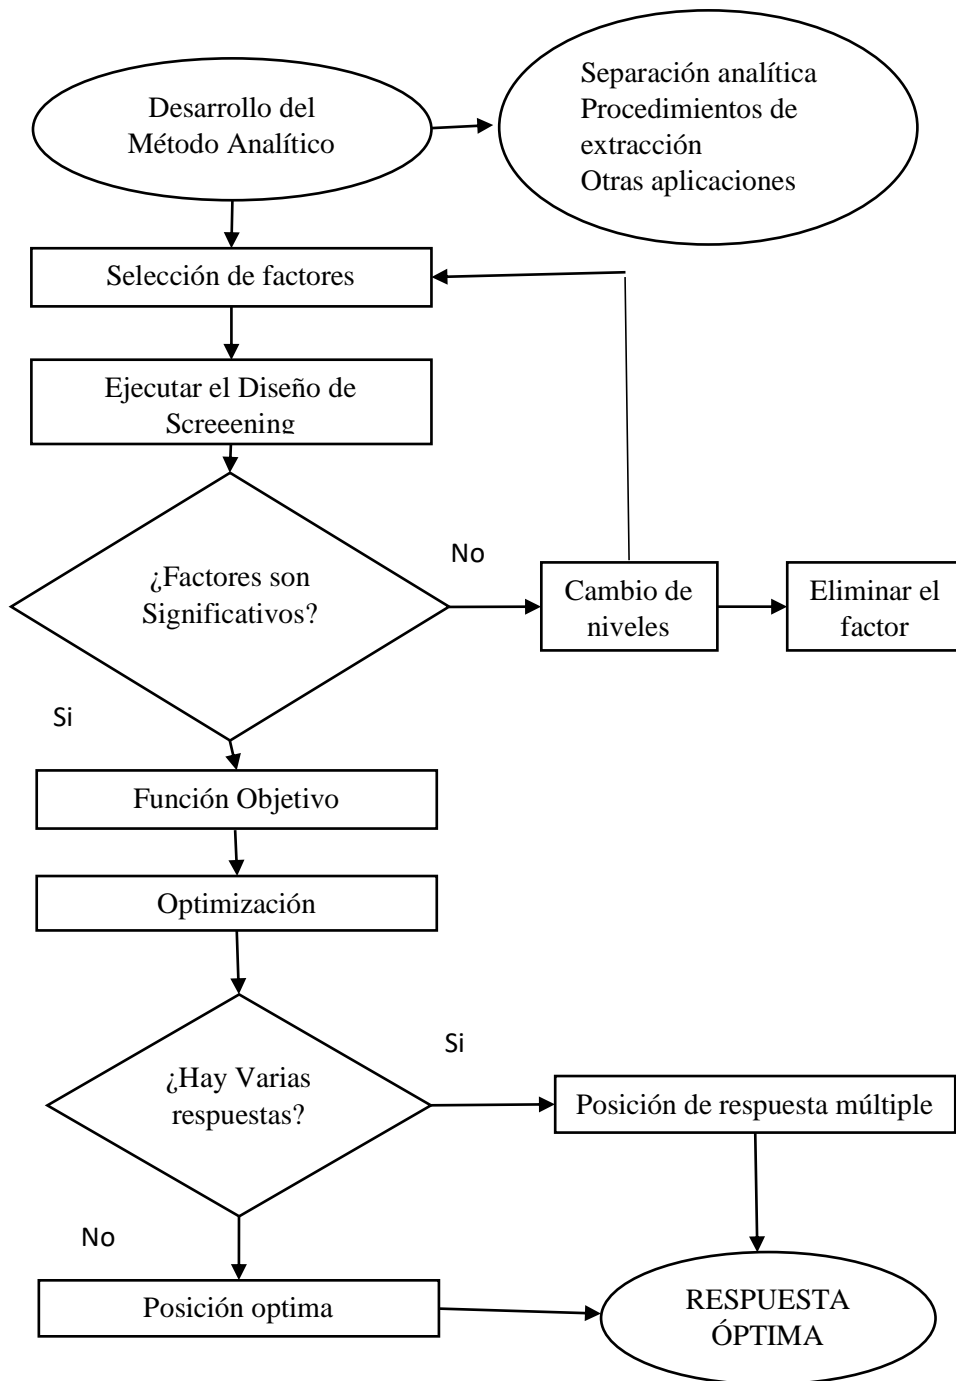 Desarrollo del
Método Analítico
Separación analítica
Procedimientos de
extracción
Otras aplicaciones
Selección de factores
Ejecutar el Diseño de
Screeening
¿Factores son
Significativos?
No
Cambio de
niveles
Eliminar el
factor
Si
Función Objetivo
Optimización
¿Hay Varias
respuestas?
Si
Posición de respuesta múltiple
No
Posición optima
RESPUESTA
ÓPTIMA